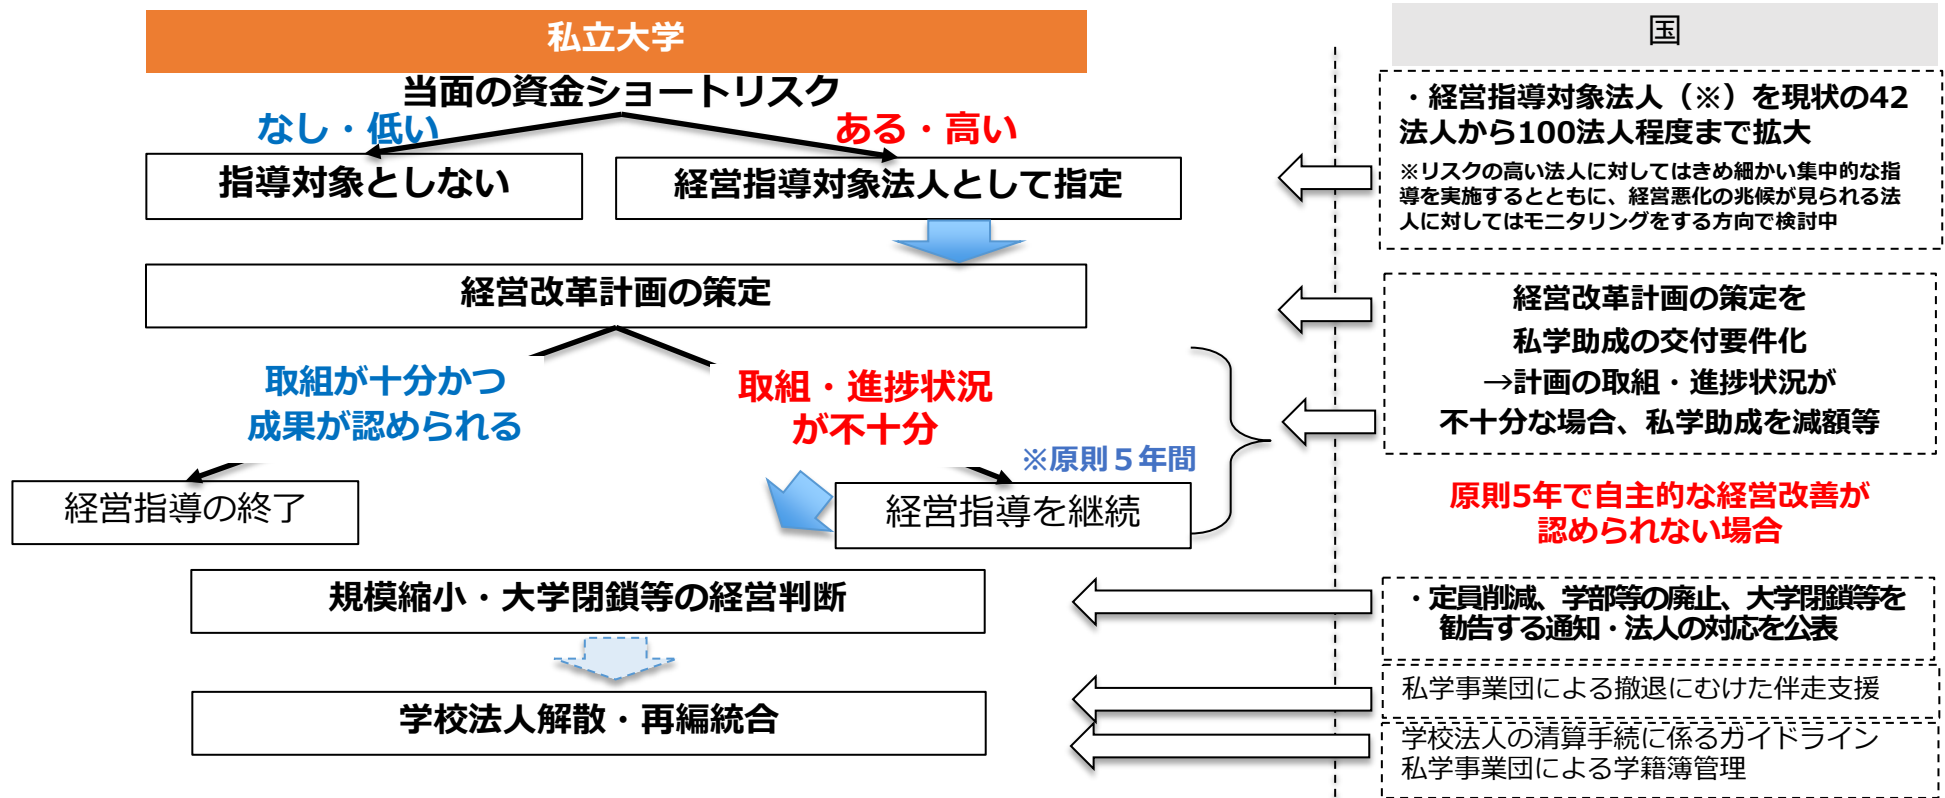 私立大学
当面の資金ショートリスク
なし・低い
ある・高い
指導対象としない
経営指導対象法人として指定
経営改革計画の策定
取組が十分かつ
成果が認められる
取組・進捗状況
が不十分
※原則５年間
経営指導の終了
経営指導を継続
規模縮小・大学閉鎖等の経営判断
学校法人解散・再編統合
国
・経営指導対象法人（※）を現状の42
法人から100法人程度まで拡大
※リスクの高い法人に対してはきめ細かい集中的な指
導を実施するとともに、経営悪化の兆候が見られる法
人に対してはモニタリングをする方向で検討中
経営改革計画の策定を
私学助成の交付要件化
→計画の取組・進捗状況が
不十分な場合、私学助成を減額等
原則5年で自主的な経営改善が
認められない場合
・定員削減、学部等の廃止、大学閉鎖等を
勧告する通知・法人の対応を公表
私学事業団による撤退にむけた伴走支援
学校法人の清算手続に係るガイドライン
私学事業団による学籍簿管理